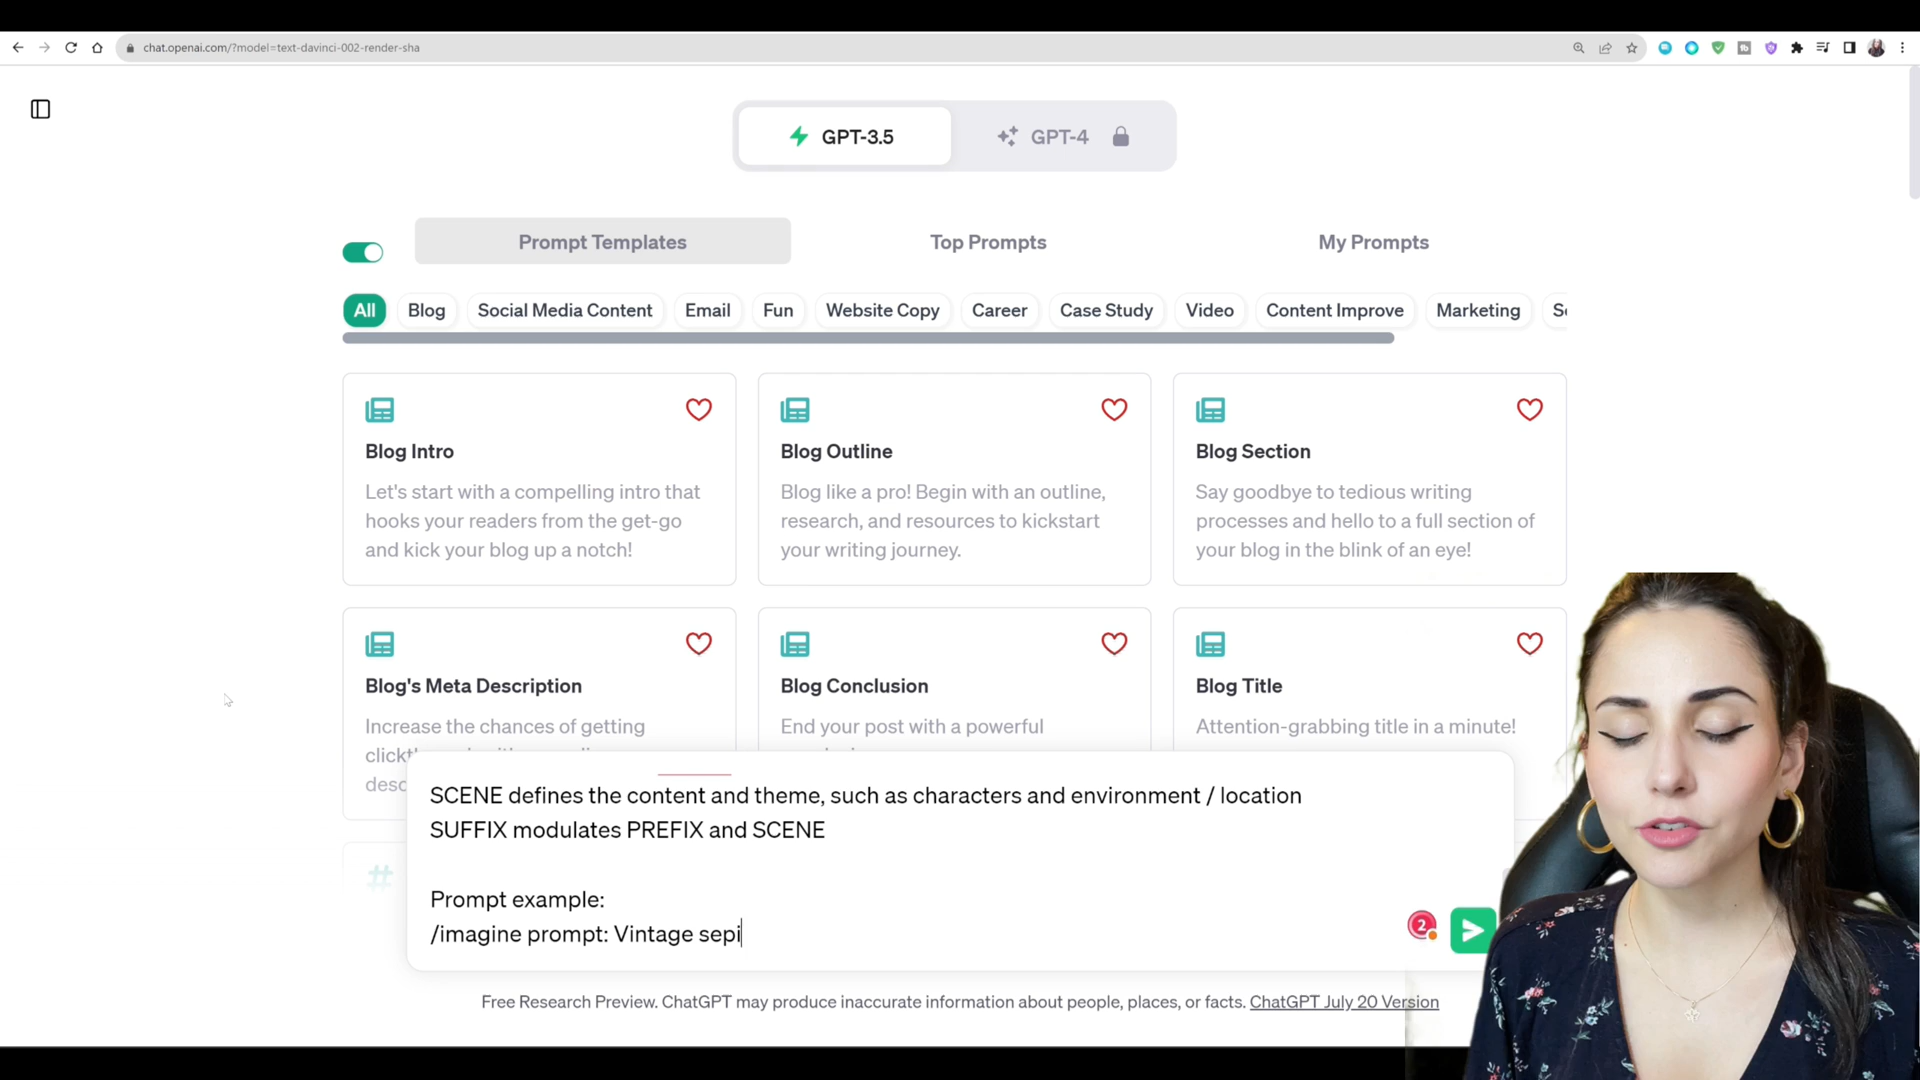 chat.openai.com/?model=text-davinci-002-render-sha
GPT-3.5
GPT-4
Prompt Templates
Top Prompts
My Prompts
All
Blog
Social Media Content
Email
Fun
Website Copy
Career
Case Study
Video
Content Improve
Marketing
Blog Intro
Let's start with a compelling intro that
hooks your readers from the get-go
and kick your blog up a notch!
Blog Outline
Blog like a pro! Begin with an outline,
research, and resources to kickstart
your writing journey.
Blog Section
Say goodbye to tedious writing
processes and hello to a full section of
your blog in the blink of an eye!
Blog's Meta Description
Increase the chances of getting
Blog Conclusion
End your post with a powerful
Blog Title
Attention-grabbing title in a minute!
SCENE defines the content and theme, such as characters and environment / location
SUFFIX modulates PREFIX and SCENE
Prompt example:
/imagine prompt: Vintage sepi
2
#
Free Research Preview. ChatGPT may produce inaccurate information about people, places, or facts. ChatGPT July 20 Version